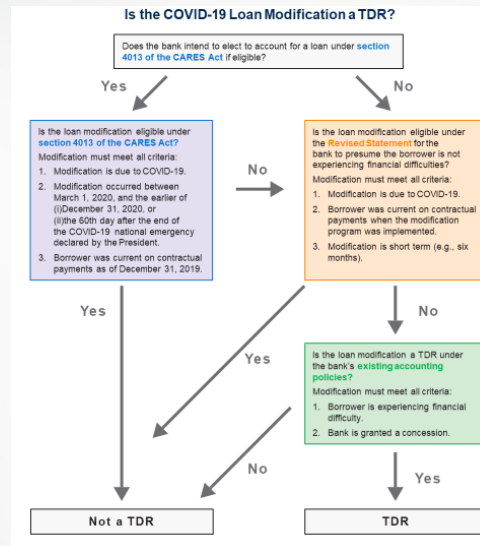 Is the COVID-19 Loan Modification a TDR?
Does the bank intend to elect to account for a loan under section
4013 of the CARES Act if eligible?
Yes
No
Is the loan modification eligible under
section 4013 of the CARES Act?
Modification must meet all criteria:
1. Modification is due to COVID-19.
2. Modification occurred between
March 1, 2020, and the earlier of
(i)December 31, 2020, or
(ii)the 60th day after the end of
the COVID-19 national emergency
declared by the President.
3. Borrower was current on contractual
payments as of December 31, 2019.
No
Is the loan modification eligible under
the Revised Statement for the
bank to presume the borrower is not
experiencing financial difficulties?
Modification must meet all criteria:
1. Modification is due to COVID-19.
2. Borrower was current on contractual
payments when the modification
program was implemented.
3. Modification is short term (e.g., six
months).
Yes
Yes
No
Is the loan modification a TDR under
the bank's existing accounting
policies?
Modification must meet all criteria:
1. Borrower is experiencing financial
difficulty.
2. Bank is granted a concession.
No
Yes
Not a TDR
TDR